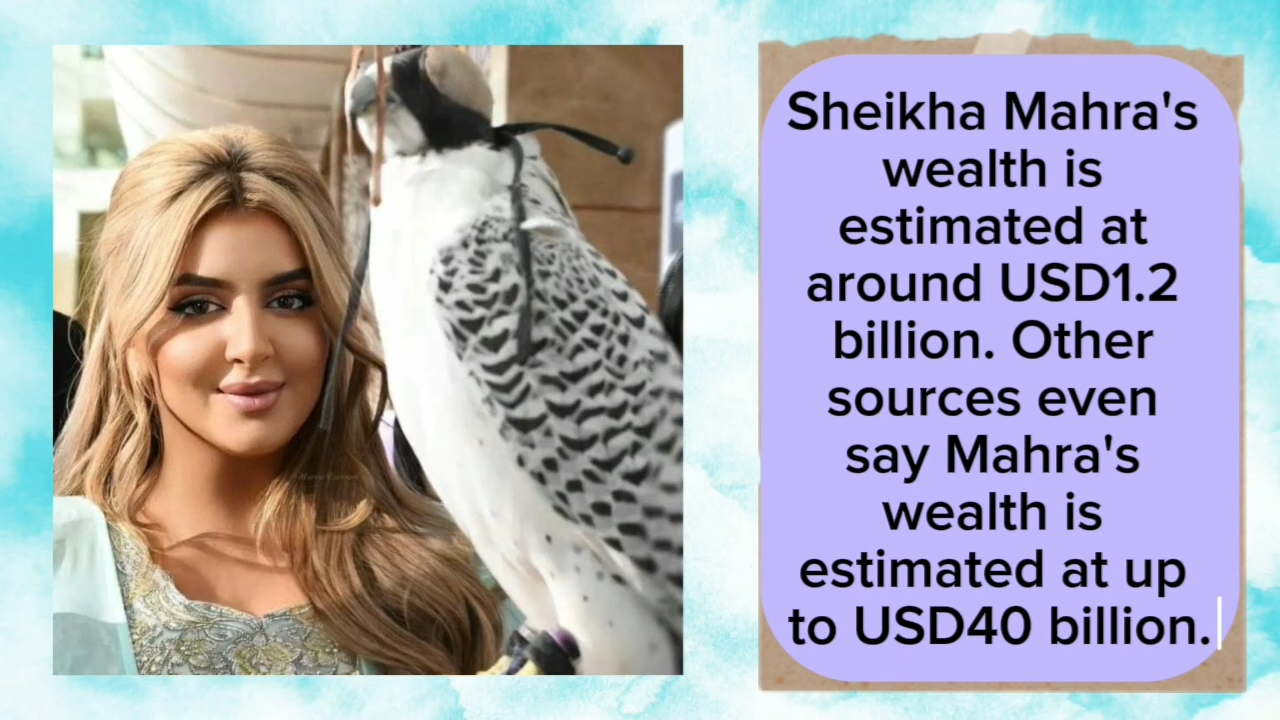 Sheikha Mahra's
wealth is
estimated at
around USD1.2
billion. Other
sources even
say Mahra's
wealth is
estimated at up
to USD40 billion.